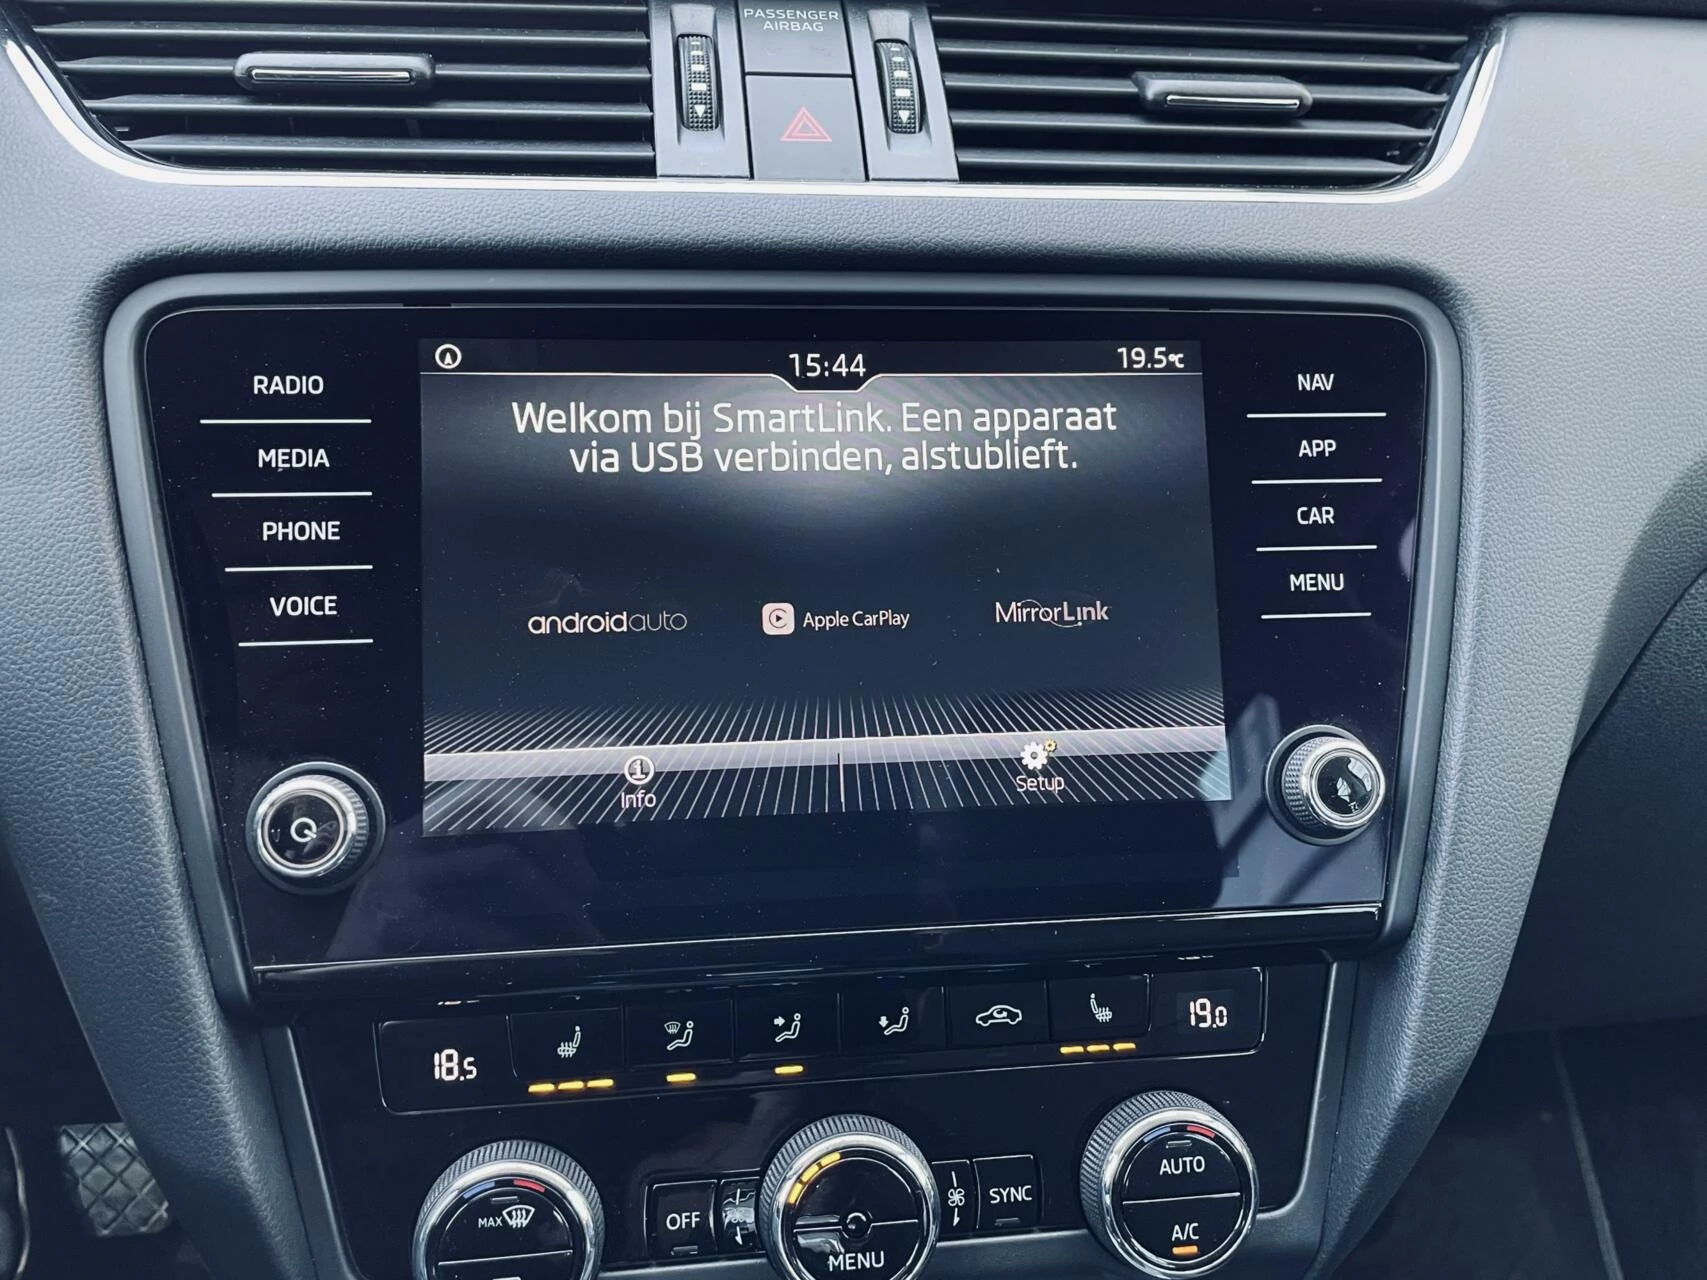 PASSENGER
AIRBAG
15:44
19.5°C
RADIO
MEDIA
PHONE
VOICE
Welkom bij SmartLink. Een apparaat
via USB verbinden, alstublieft.
androidauto
Apple CarPlay
MirrorLink
Info
Setup
NAV
APP
CAR
MENU
18.5
19.0
MAX
OFF
MENU
SYNC
AUTO
A/C